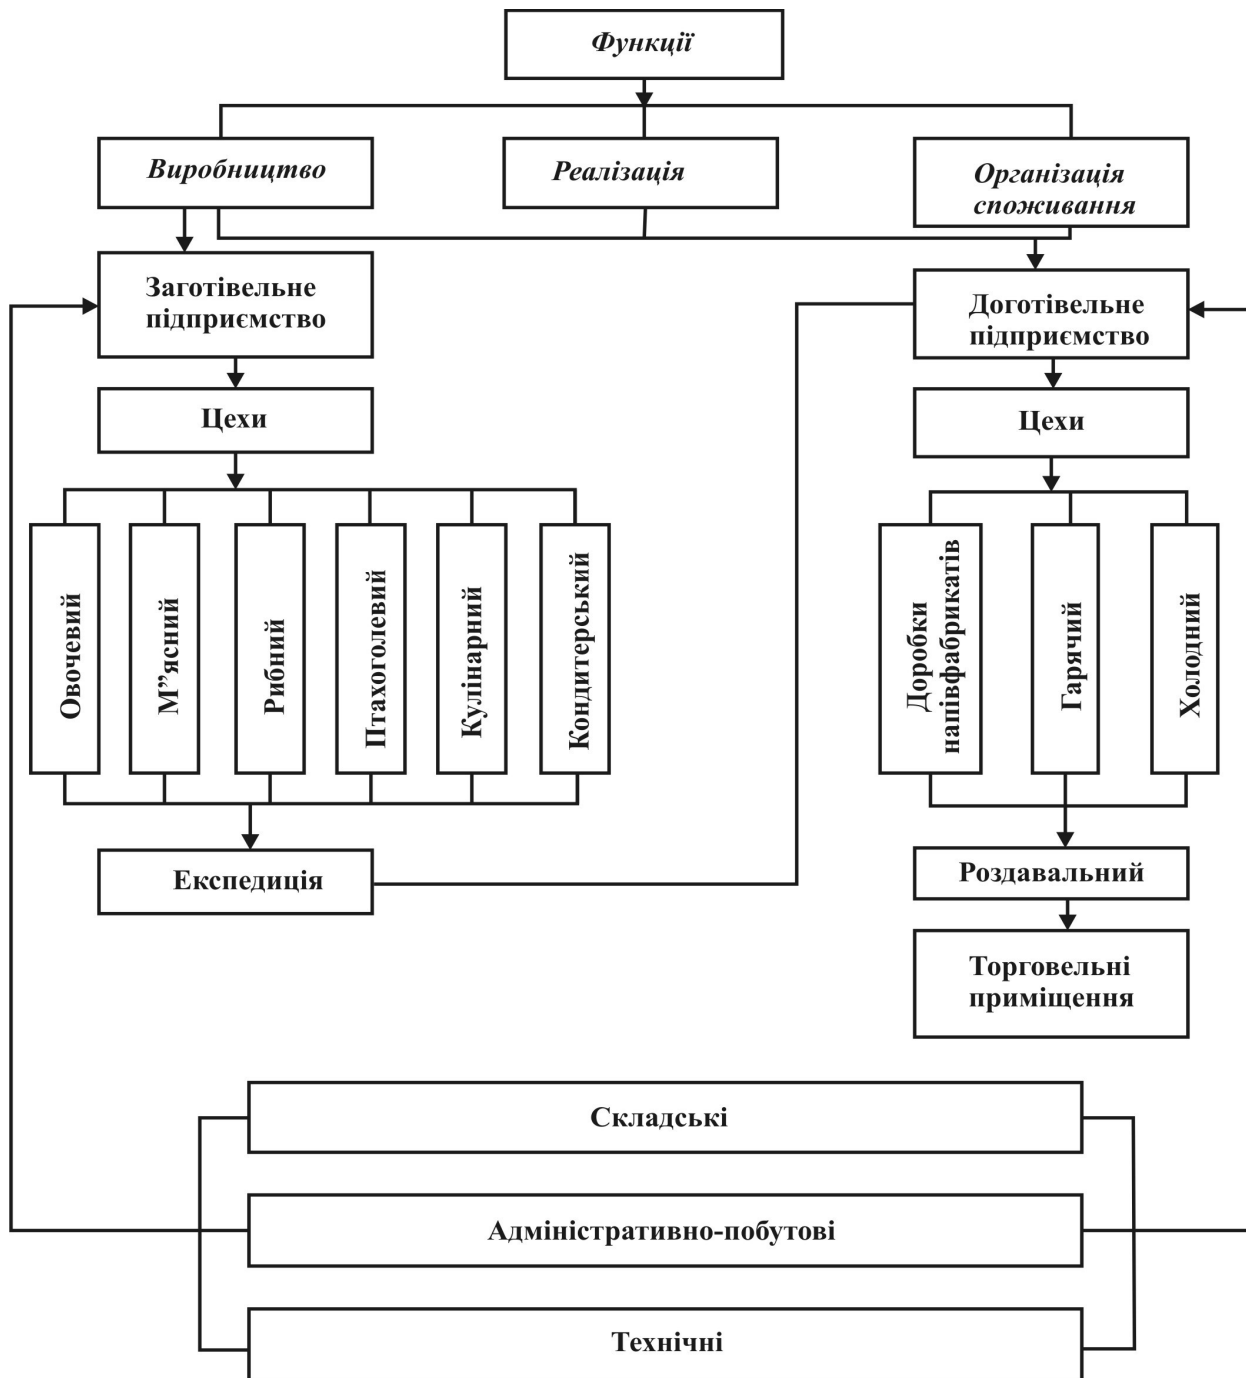 Функції
Виробництво
Реалізація
Організація
споживання
Заготівельне
підприємство
Доготівельне
підприємство
Цехи
Цехи
Овочевий
М”ясний
Рибний
Птахоголевий
Кулінарний
Кондитерський
Доробки
напівфабрикатів
Гарячий
Холодний
Експедиція
Роздавальний
Торговельні
приміщення
Складські
Адміністративно-побутові
Технічні